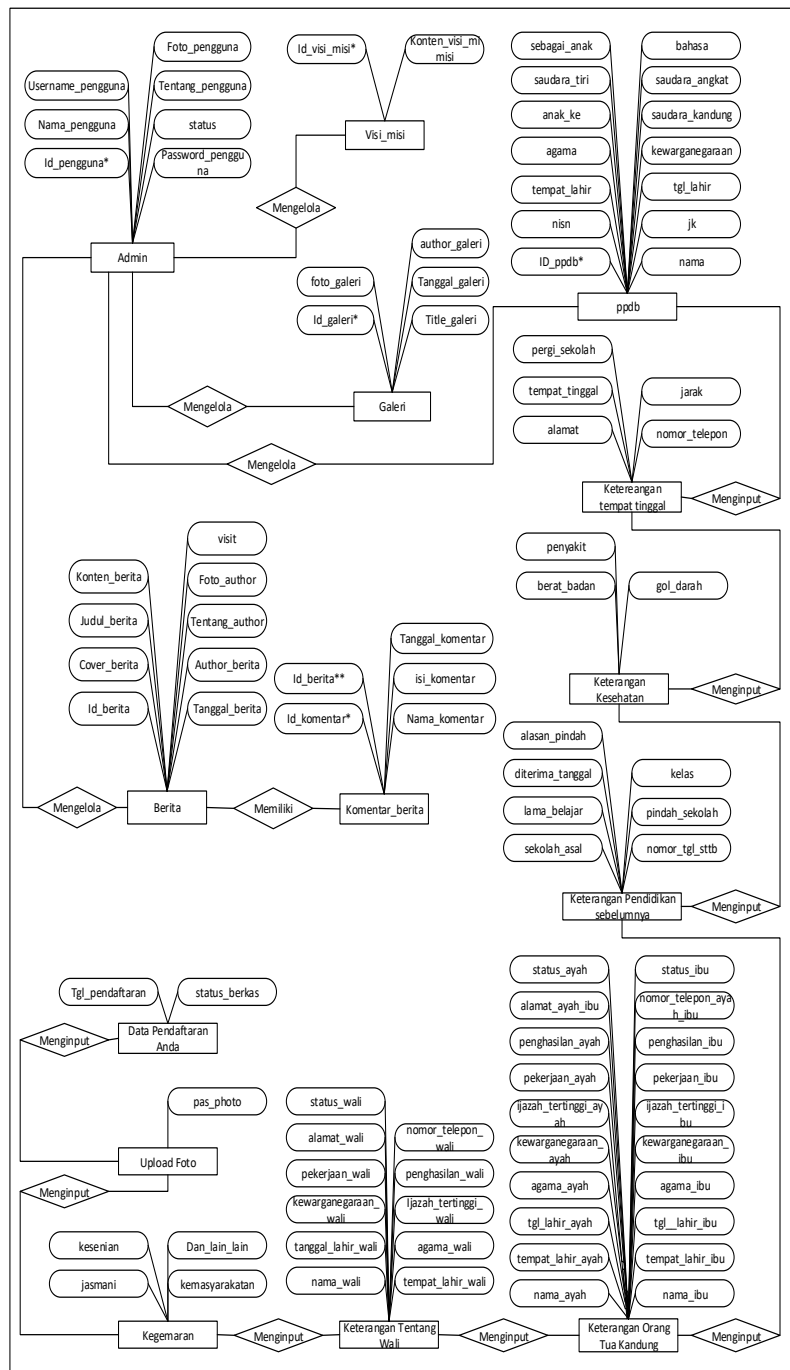 Foto_pengguna
Username_pengguna
Tentang_pengguna
Nama_pengguna
status
Id_pengguna*
Password_penggu
na
Admin
Id_visi_misi*
Konten_visi_mi
misi
Visi_misi
Mengelola
foto_galeri
Id_galeri*
author_galeri
Tanggal_galeri
Title_galeri
Galeri
Mengelola
Mengelola
sebagai_anak
bahasa
saudara_tiri
saudara_angkat
anak_ke
saudara_kandung
agama
kewarganegaraan
tempat_lahir
tgl_lahir
nisn
jk
ID_ppdb*
nama
ppdb
pergi_sekolah
tempat_tinggal
jarak
alamat
nomor_telepon
Ketereangan
tempat tinggal
Menginput
penyakit
berat_badan
gol_darah
Keterangan
Kesehatan
Menginput
visit
Konten_berita
Foto_author
Judul_berita
Tentang_author
Cover_berita
Author_berita
Id_berita
Tanggal_berita
Mengelola
Berita
Memiliki
Id_berita**
Id_komentar*
Tanggal_komentar
isi_komentar
Nama_komentar
Komentar_berita
alasan_pindah
diterima_tanggal
kelas
lama_belajar
pindah_sekolah
sekolah_asal
nomor_tgl_sttb
Keterangan Pendidikan
sebelumnya
Menginput
Tgl_pendaftaran
status_berkas
Menginput
Data Pendaftaran
Anda
pas_photo
Upload Foto
Menginput
kesenian
Dan_lain_lain
jasmani
kemasyarakatan
Kegemaran
Menginput
status_wali
alamat_wali
nomor_telepon_
wali
pekerjaan_wali
penghasilan_wali
kewarganegaraan_
wali
Ijazah_tertinggi_
wali
tanggal_lahir_wali
agama_wali
nama_wali
tempat_lahir_wali
Keterangan Tentang
Wali
Menginput
status_ayah
status_ibu
alamat_ayah_ibu
nomor_telepon_aya
h_ibu
penghasilan_ayah
penghasilan_ibu
pekerjaan_ayah
pekerjaan_ibu
ijazah_tertinggi_ay
ah
ijazah_tertinggi_i
bu
kewarganegaraan_
ayah
kewarganegaraan_
ibu
agama_ayah
agama_ibu
tgl_lahir_ayah
tgl__lahir_ibu
tempat_lahir_ayah
tempat_lahir_ibu
nama_ayah
nama_ibu
Keterangan Orang
Tua Kandung
Menginput